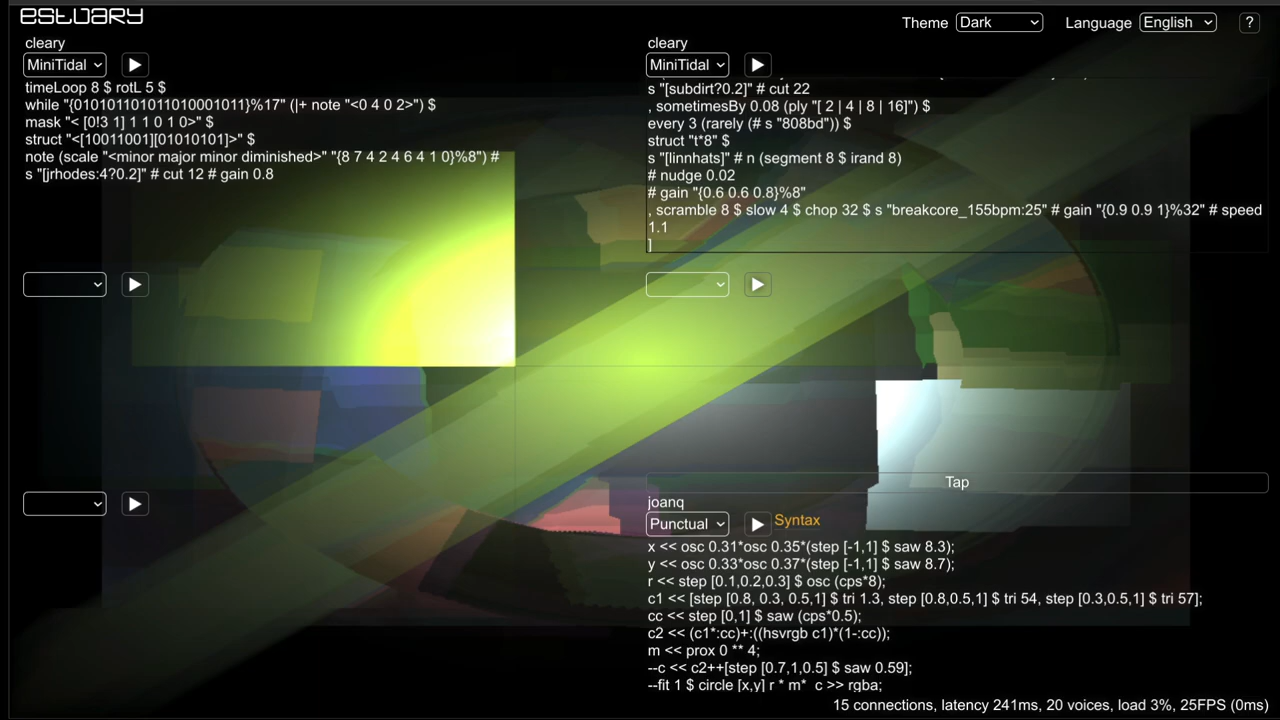 estuary
Theme Dark Language English ?
cleary
MiniTidal
timeLoop 8 $ rotL 5 $
while "{010101101011010001011}%17" (|+ note "<0 4 0 2>") $
mask "< [0!3 1] 1 1 0 1 0>" $
struct "<[10011001][01010101]>" $
note (scale "<minor major minor diminished>" "{8 7 4 2 4 6 4 1 0}%8") #
s "[jrhodes:4?0.2]" # cut 12 # gain 0.8
cleary
MiniTidal
s "[subdirt?0.2]" # cut 22
, sometimesBy 0.08 (ply "[ 2 | 4 | 8 | 16]") $
every 3 (rarely (# s "808bd")) $
struct "t*8" $
s "[linnhats]" # n (segment 8 $ irand 8)
# nudge 0.02
# gain "{0.6 0.6 0.8}%8"
, scramble 8 $ slow 4 $ chop 32 $ s "breakcore_155bpm:25" # gain "{0.9 0.9 1}%32" # speed
1.1
]
Tap
joanq
Punctual Syntax
x << osc 0.31*osc 0.35*(step [-1,1] $ saw 8.3);
y << osc 0.33*osc 0.37*(step [-1,1] $ saw 8.7);
r << step [0.1,0.2,0.3] $ osc (cps*8);
c1 << [step [0.8, 0.3, 0.5,1] $ tri 1.3, step [0.8,0.5,1] $ tri 54, step [0.3,0.5,1] $ tri 57];
cc << step [0,1] $ saw (cps*0.5);
c2 << (c1*:cc)+:((hsvrgb c1)*(1-:cc));
m << prox 0 ** 4;
--c << c2++[step [0.7,1,0.5] $ saw 0.59];
--fit 1 $ circle [x,y] r * m* c >> rgba;
15 connections, latency 241ms, 20 voices, load 3%, 25FPS (0ms)